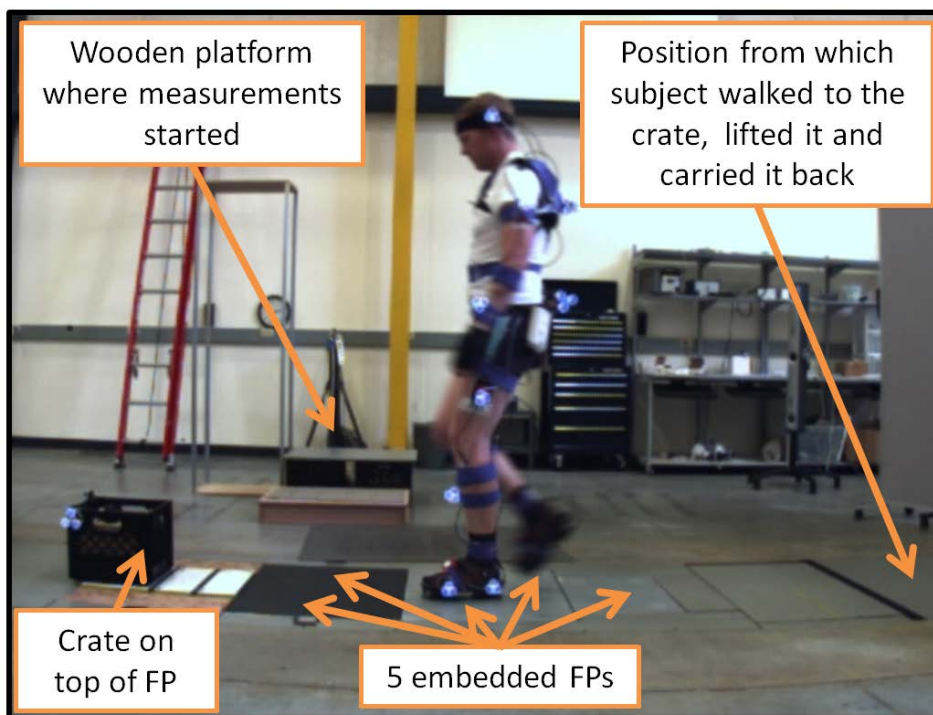 Wooden platform
where measurements
started
Position from which
subject walked to the
crate, lifted it and
carried it back
Crate on
top of FP
5 embedded FPs